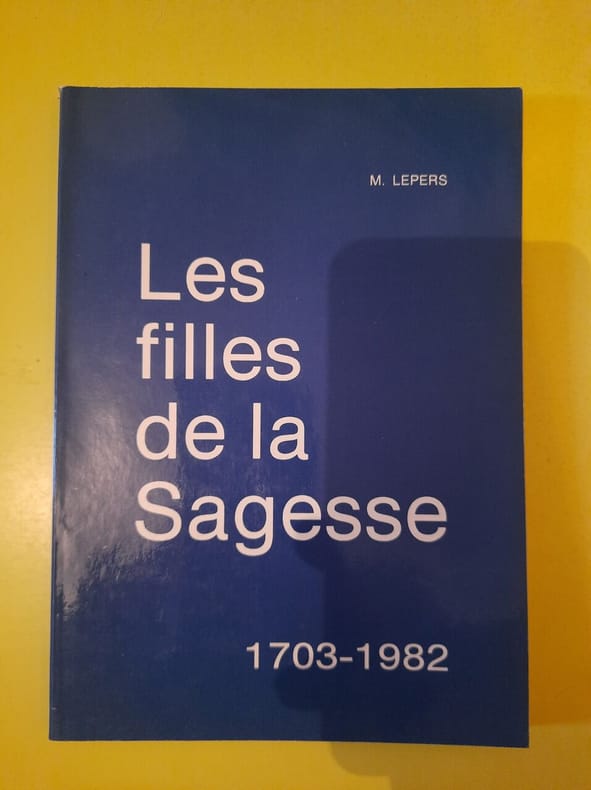 M. LEPERS
Les
filles
de la
Sagesse
1703-1982